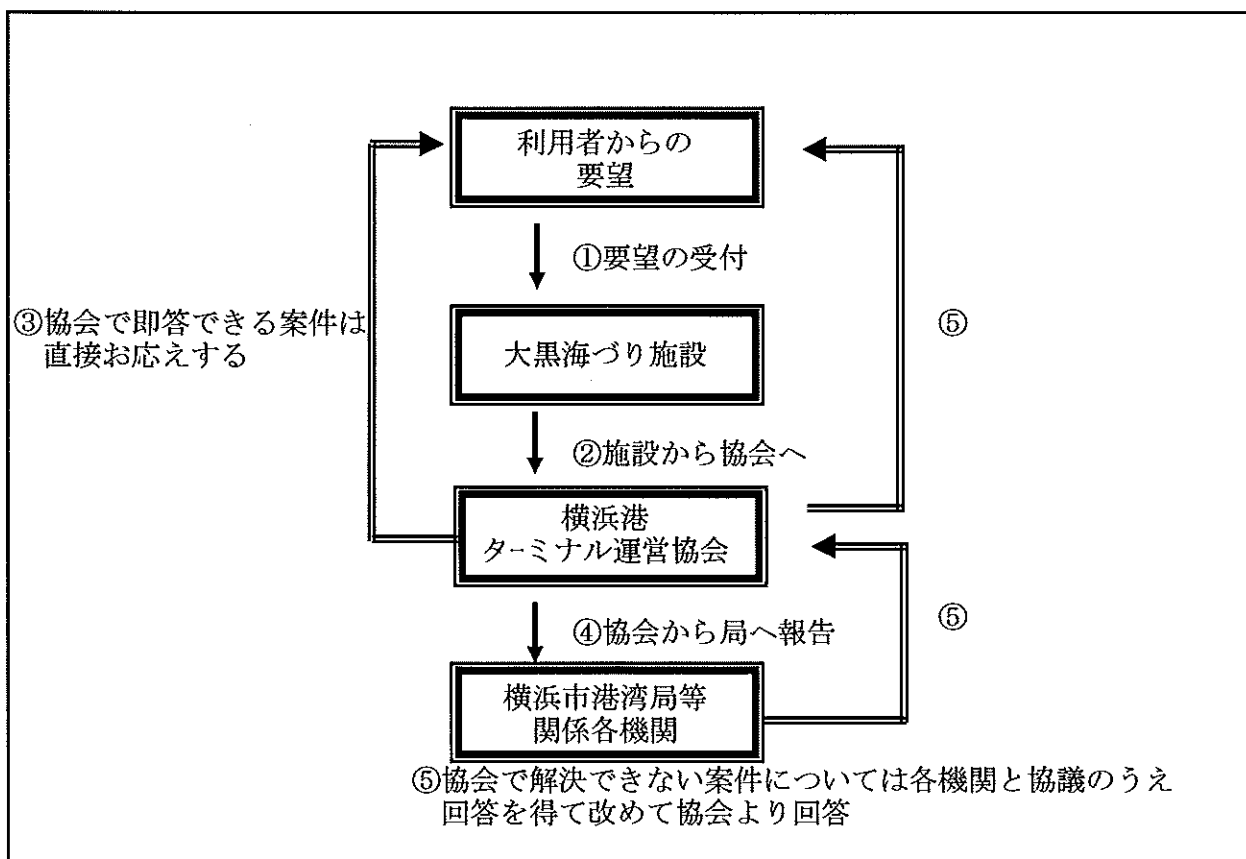 利用者からの
要望
①要望の受付
③協会で即答できる案件は
直接お応えする
⑤
大黒海づり施設
②施設から協会へ
横浜港
ターミナル運営協会
⑤
④協会から局へ報告
横浜市港湾局等
関係各機関
⑤協会で解決できない案件については各機関と協議のうえ
回答を得て改めて協会より回答